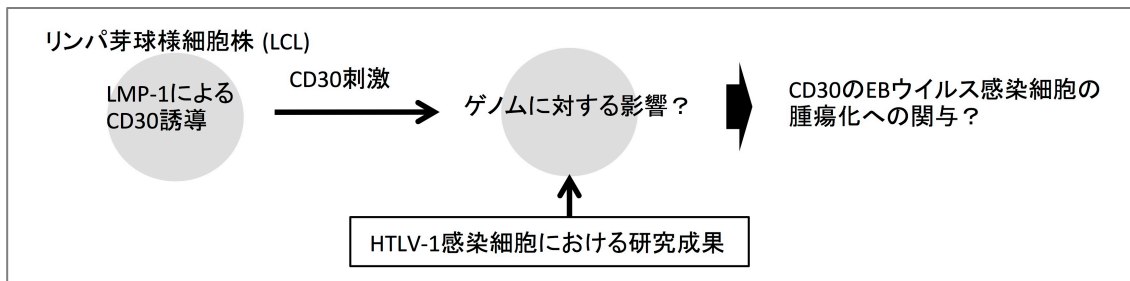 リンパ芽球様細胞株 (LCL)
LMP-1による
CD30誘導
CD30刺激
ゲノムに対する影響？
CD30のEBウイルス感染細胞の
腫瘍化への関与？
HTLV-1感染細胞における研究成果